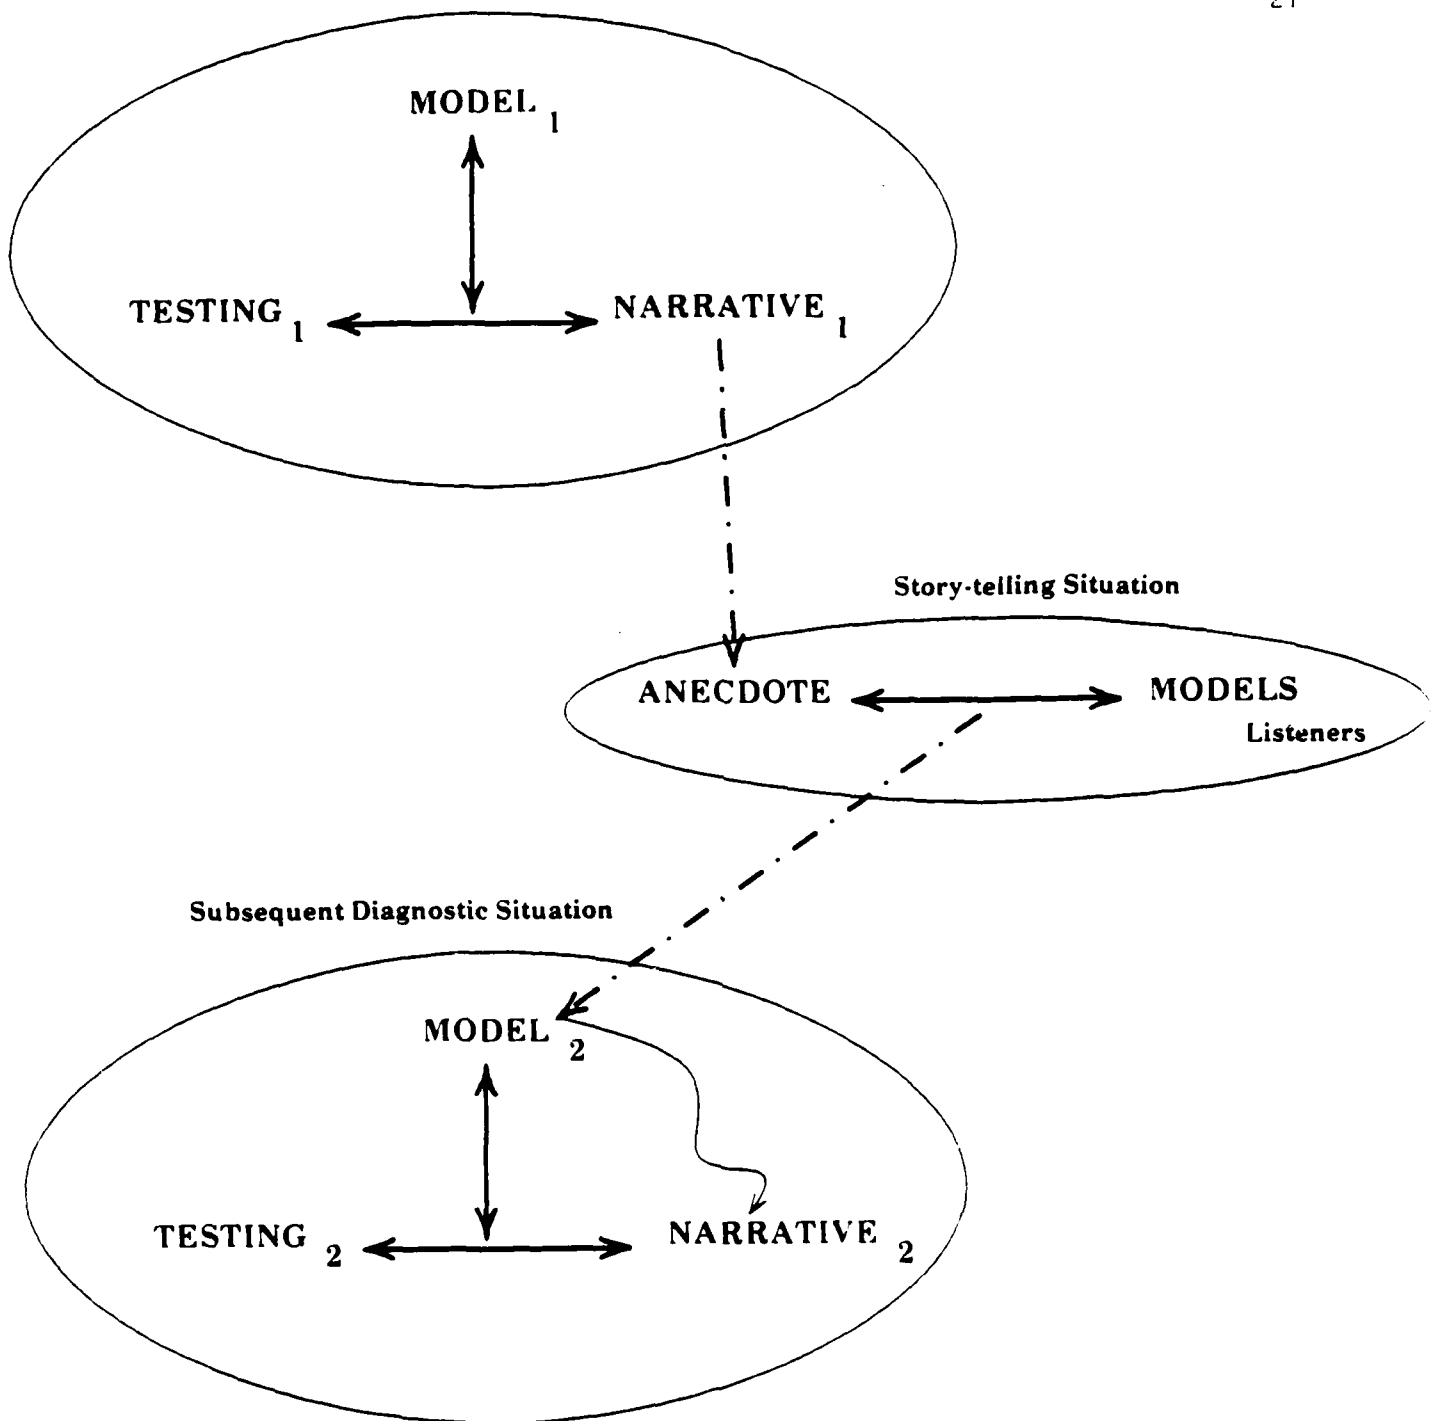 MODEL 1
TESTING 1 NARRATIVE 1
Story-telling Situation
ANECDOTE MODELS
Listeners
Subsequent Diagnostic Situation
MODEL 2
TESTING 2 NARRATIVE 2